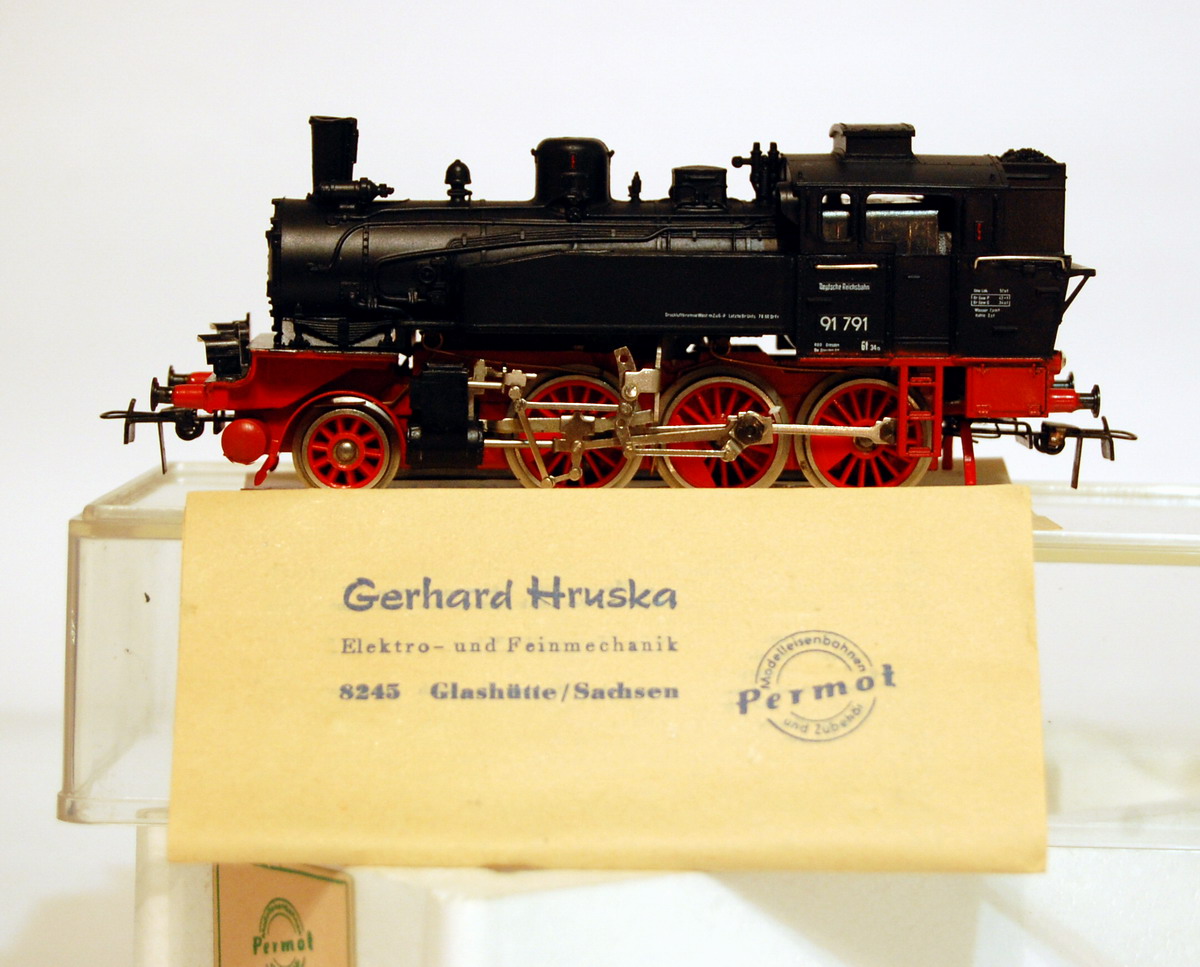 Deutsche Reichsbahn
91 791
Gerhard Hruska
Elektro- und Feinmechanik
8245 Glashütte/Sachsen
Modelleisenbahnen
Permot
und Zubehör
Permot